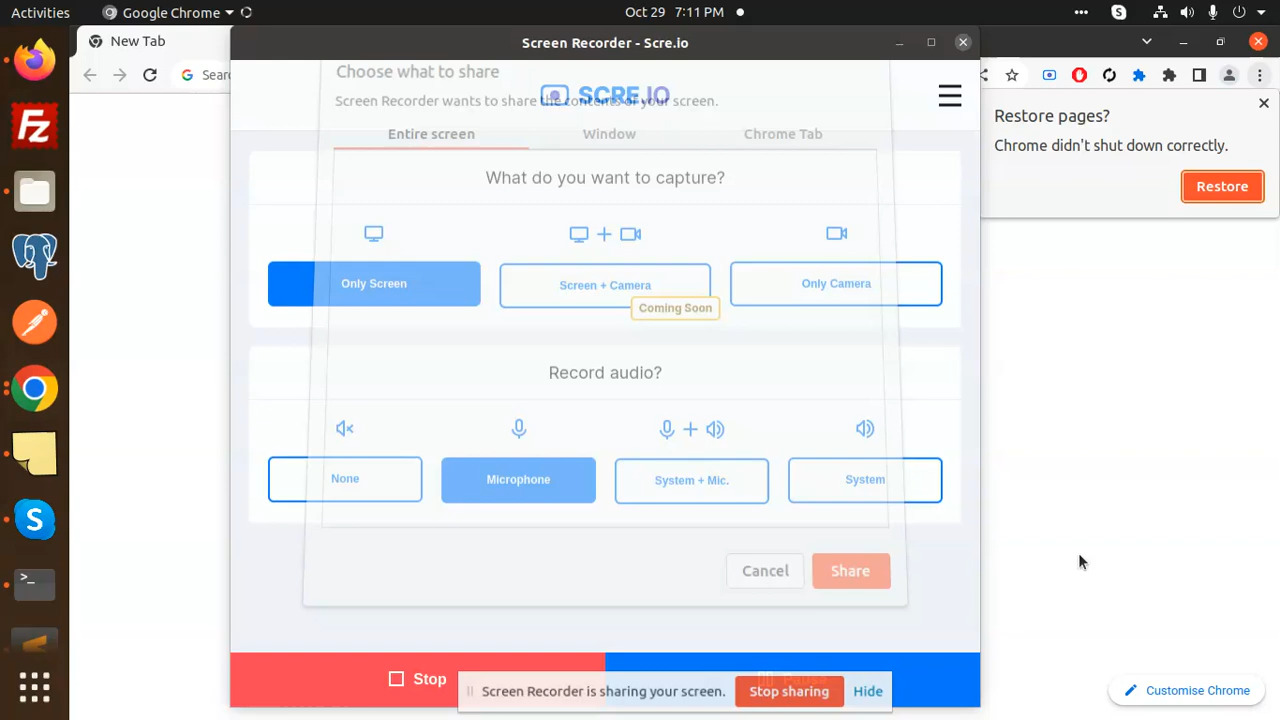 Activities
Google Chrome
Oct 29 7:11 PM
New Tab
Screen Recorder - Scre.io
Sear
Choose what to share
SCRE.IO
Screen Recorder wants to share the contents of your screen.
Restore pages?
Chrome didn't shut down correctly.
Restore
Entire screen
Window
Chrome Tab
What do you want to capture?
Only Screen
Screen + Camera
Only Camera
Coming Soon
Record audio?
None
Microphone
System + Mic.
System
Cancel
Share
Stop
Pause
Screen Recorder is sharing your screen.
Stop sharing
Hide
Customise Chrome